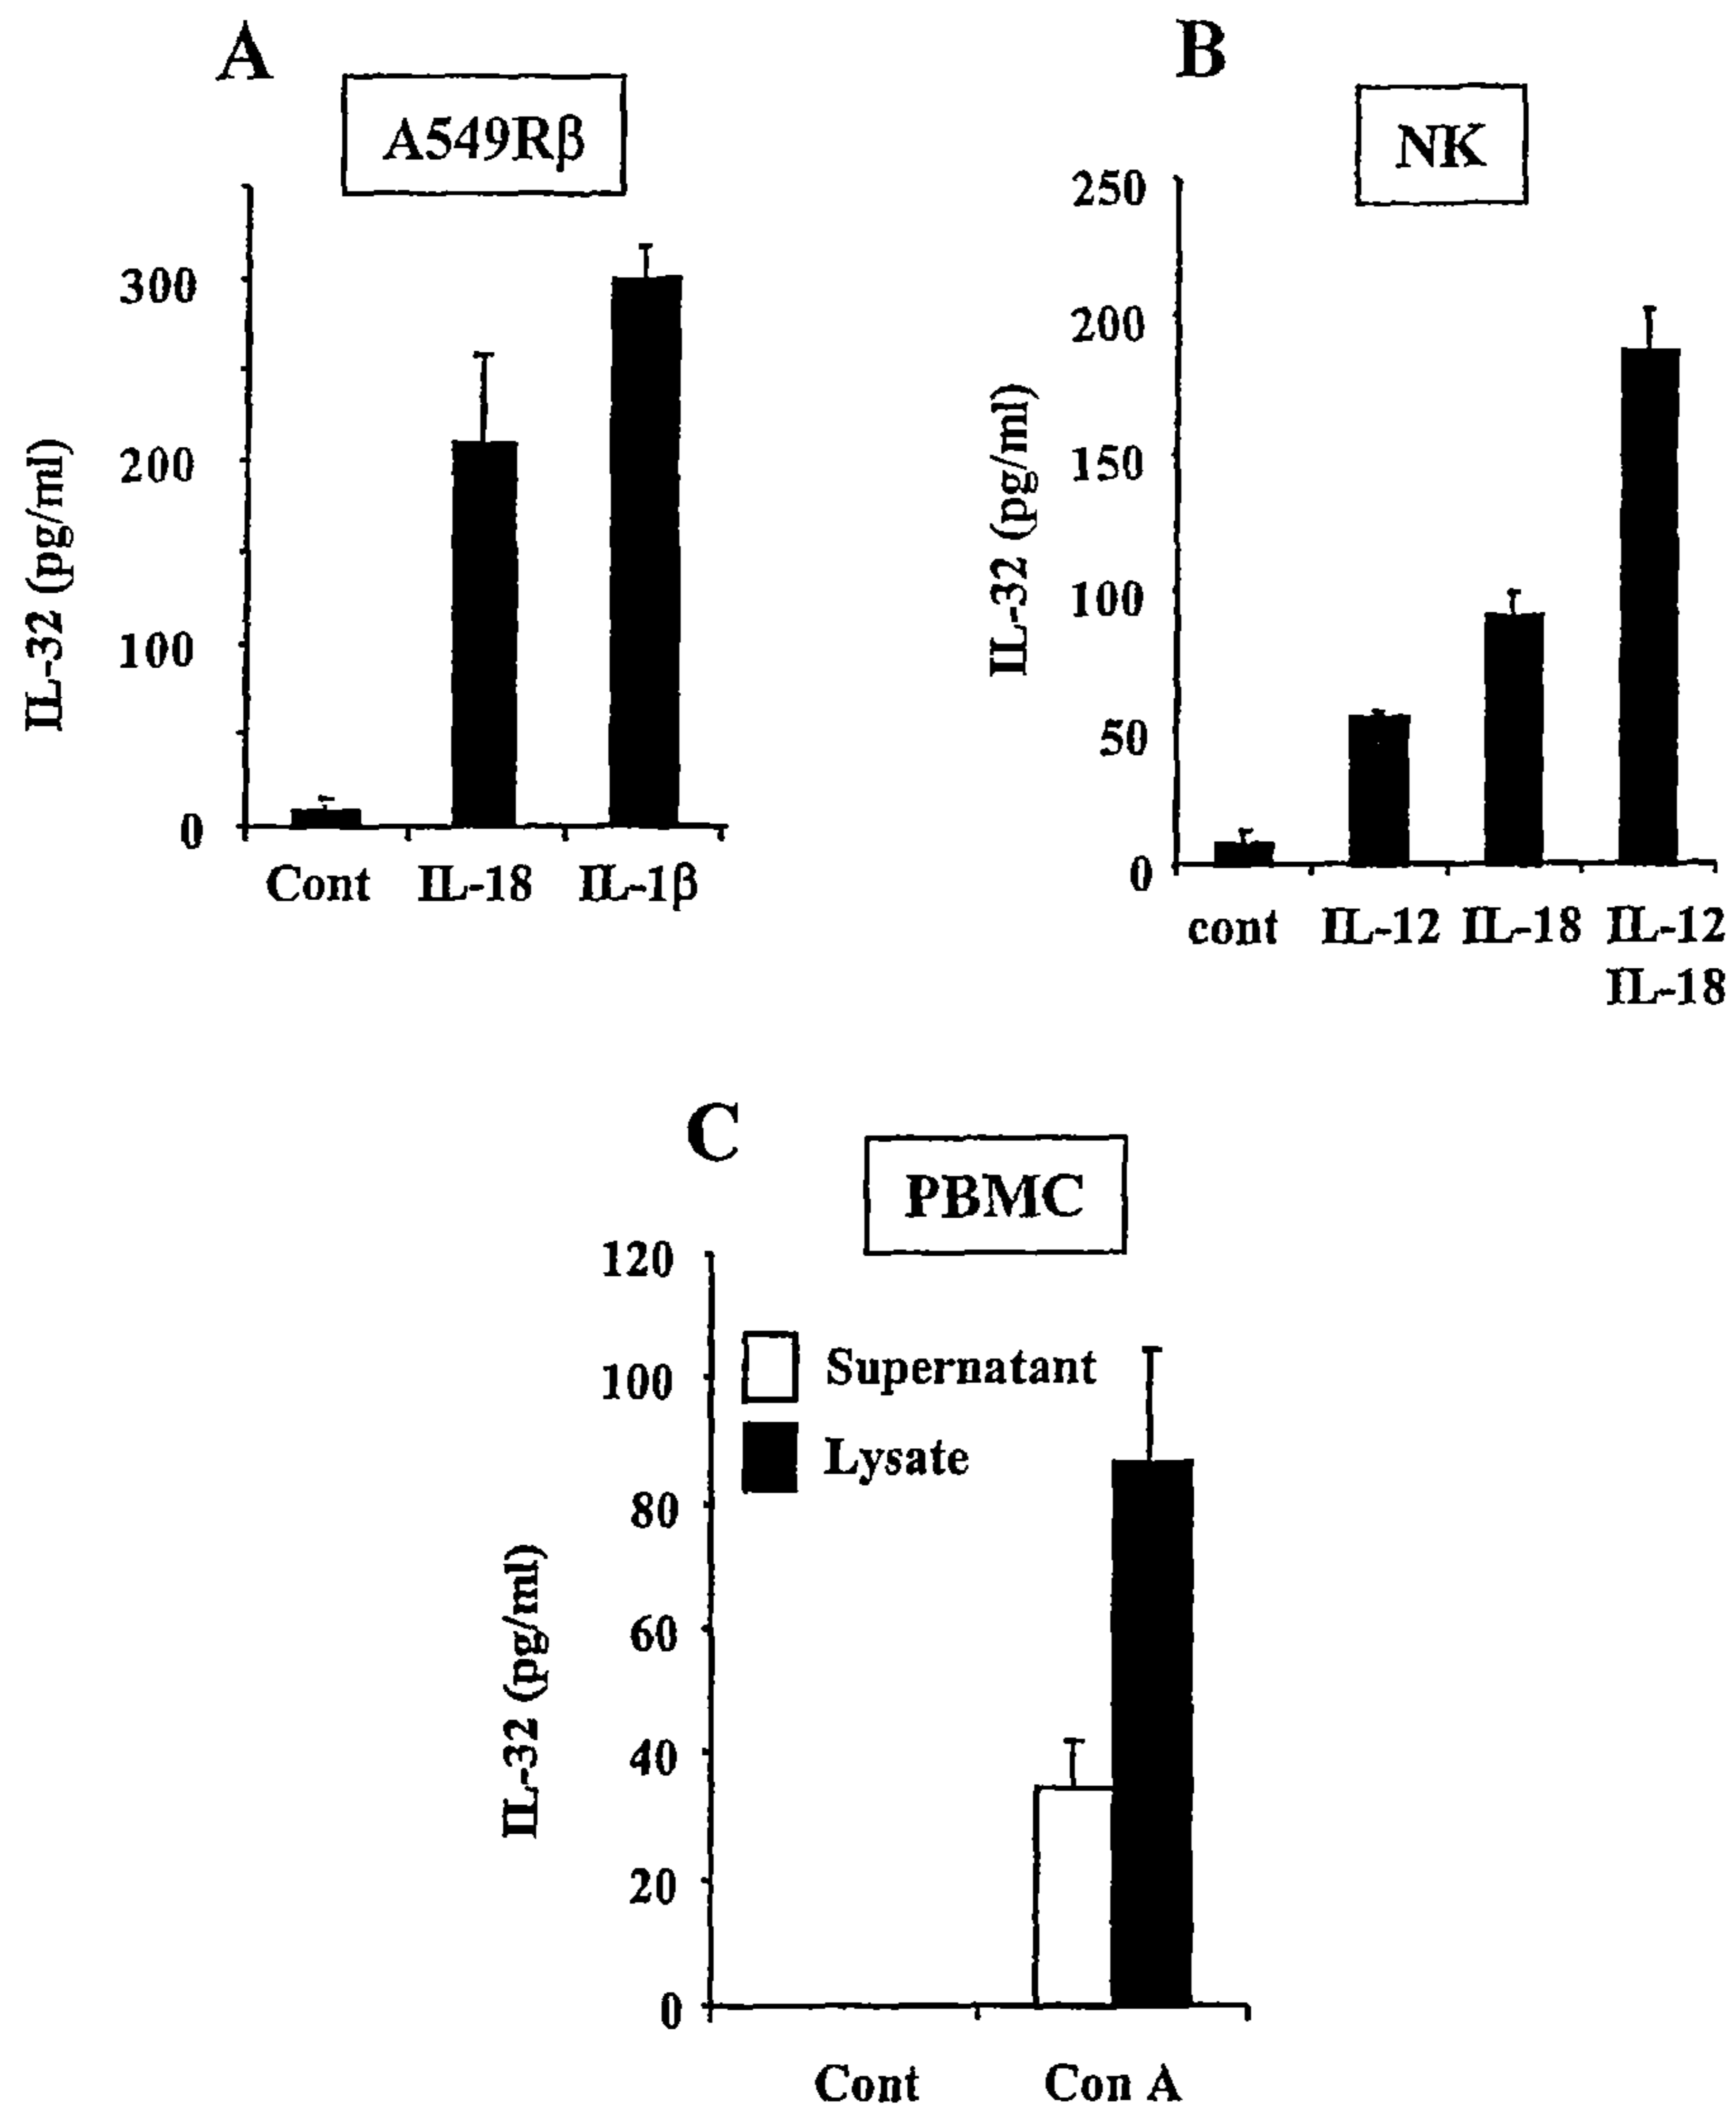 A
A549Rβ
300
200
100
0
IL-32 (pg/ml)
Cont IL-18 IL-1β
B
NK
250
200
150
100
50
0
IL-32 (pg/ml)
cont IL-12 IL-18 IL-12
IL-18
C
PBMC
120
100
80
60
40
20
0
IL-32 (pg/ml)
Supernatant
Lysate
Cont Con A